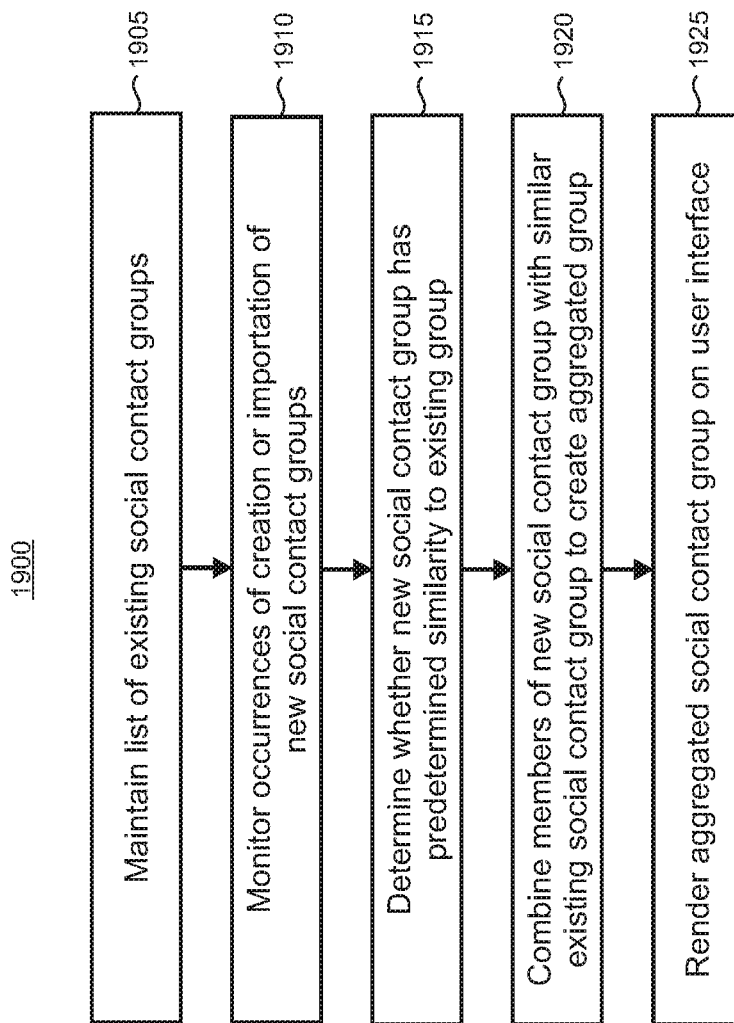 1900
Maintain list of existing social contact groups
1905
Monitor occurrences of creation or importation of
new social contact groups
1910
Determine whether new social contact group has
predetermined similarity to existing group
1915
Combine members of new social contact group with similar
existing social contact group to create aggregated group
1920
Render aggregated social contact group on user interface
1925